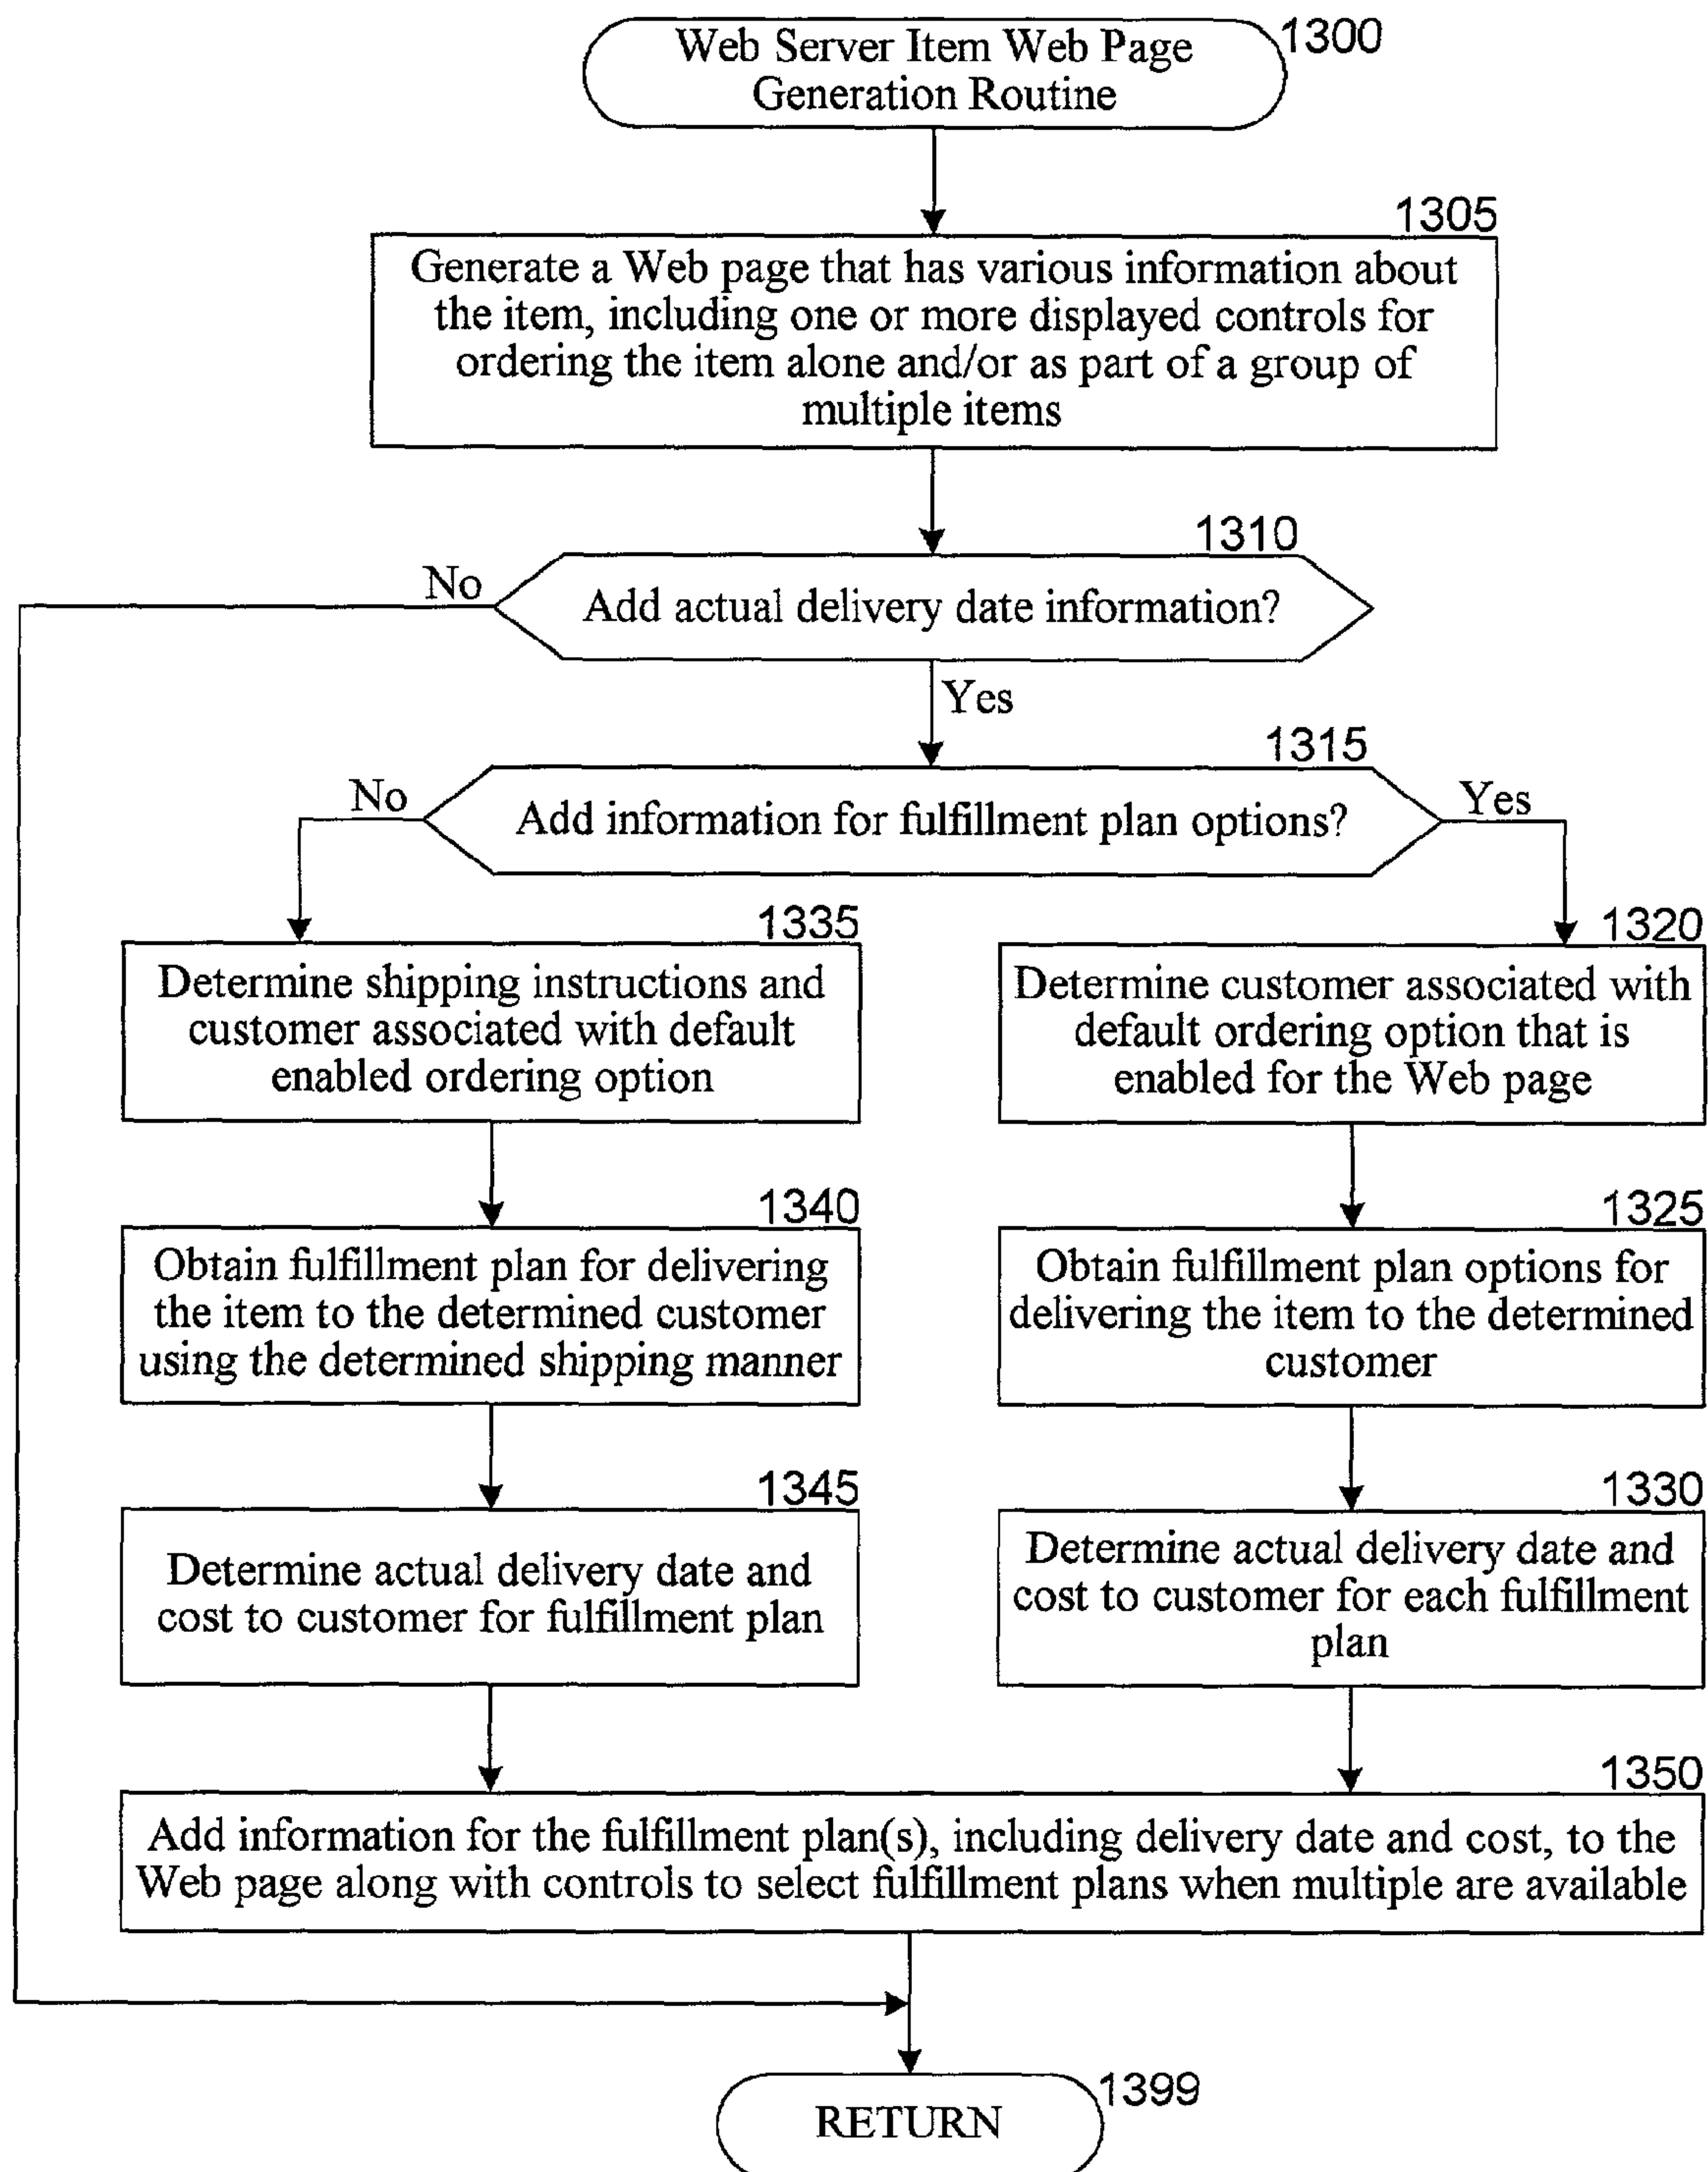 Web Server Item Web Page
Generation Routine
1300
1305
Generate a Web page that has various information about
the item, including one or more displayed controls for
ordering the item alone and/or as part of a group of
multiple items
1310
No
Add actual delivery date information?
Yes
1315
No
Add information for fulfillment plan options?
Yes
1335
Determine shipping instructions and
customer associated with default
enabled ordering option
1320
Determine customer associated with
default ordering option that is
enabled for the Web page
1340
Obtain fulfillment plan for delivering
the item to the determined customer
using the determined shipping manner
1325
Obtain fulfillment plan options for
delivering the item to the determined
customer
1345
Determine actual delivery date and
cost to customer for fulfillment plan
1330
Determine actual delivery date and
cost to customer for each fulfillment
plan
1350
Add information for the fulfillment plan(s), including delivery date and cost, to the
Web page along with controls to select fulfillment plans when multiple are available
RETURN
1399